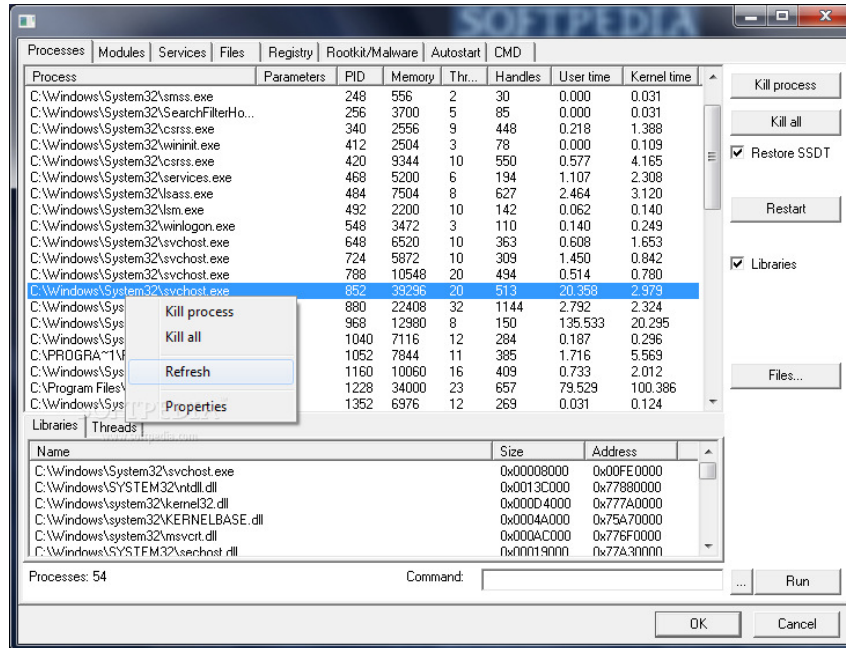 SOFTPEDIA
Processes Modules Services Files Registry Rootkit/Malware Autostart CMD
Process Parameters PID Memory Thr... Handles User time Kernel time
C:\Windows\System32\smss.exe 248 556 2 30 0.000 0.031
C:\Windows\System32\SearchFilterHo... 256 3700 5 85 0.000 0.031
C:\Windows\System32\csrss.exe 340 2556 9 448 0.218 1.388
C:\Windows\System32\wininit.exe 412 2504 3 78 0.000 0.109
C:\Windows\System32\csrss.exe 420 9344 10 550 0.577 4.165
C:\Windows\System32\services.exe 468 5200 6 194 1.107 2.308
C:\Windows\System32\lsass.exe 484 7504 8 627 2.464 3.120
C:\Windows\System32\lsm.exe 492 2200 10 142 0.062 0.140
C:\Windows\System32\winlogon.exe 548 3472 3 110 0.140 0.249
C:\Windows\System32\svchost.exe 648 6520 10 363 0.608 1.653
C:\Windows\System32\svchost.exe 724 5872 10 309 1.450 0.842
C:\Windows\System32\svchost.exe 788 10548 20 494 0.514 0.780
C:\Windows\System32\svchost.exe 852 39296 20 513 20.358 2.979
C:\Windows\Sys 880 22408 32 1144 2.792 2.324
C:\Windows\Sys 968 12980 8 150 135.533 20.295
C:\Windows\Sys 1040 7116 12 284 0.187 0.296
C:\PROGRA~1\ 1052 7844 11 385 1.716 5.569
C:\Windows\Sys 1160 10060 16 409 0.733 2.012
C:\Program Files\ 1228 34000 23 657 79.529 100.386
C:\Windows\Sys 1352 6976 12 269 0.031 0.124
Kill process
Kill all
Refresh
Properties
Kill process
Kill all
Restore SSDT
Restart
Libraries
Files...
SOFTPEDIA
www.softpedia.com
Libraries Threads
Name Size Address
C:\Windows\System32\svchost.exe 0x00008000 0x00FE0000
C:\Windows\SYSTEM32\ntdll.dll 0x0013C000 0x77880000
C:\Windows\system32\kernel32.dll 0x000D4000 0x777A0000
C:\Windows\system32\KERNELBASE.dll 0x0004A000 0x75A70000
C:\Windows\system32\msvcrt.dll 0x000AC000 0x776F0000
C:\Windows\SYSTEM32\sechost.dll 0x00019000 0x77A30000
Processes: 54 Command: ... Run
OK Cancel